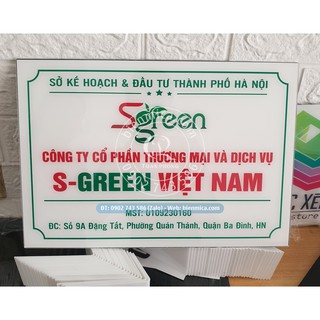 SỞ KẾ HOẠCH & ĐẦU TƯ THÀNH PHỐ HÀ NỘI
Sgreen
CÔNG TY CỔ PHẦN THƯƠNG MẠI VÀ DỊCH VỤ
S-GREEN VIỆT NAM
MST: 0109230160
ĐC: Số 9A Đặng Tất, Phường Quán Thánh, Quận Ba Đình, HN